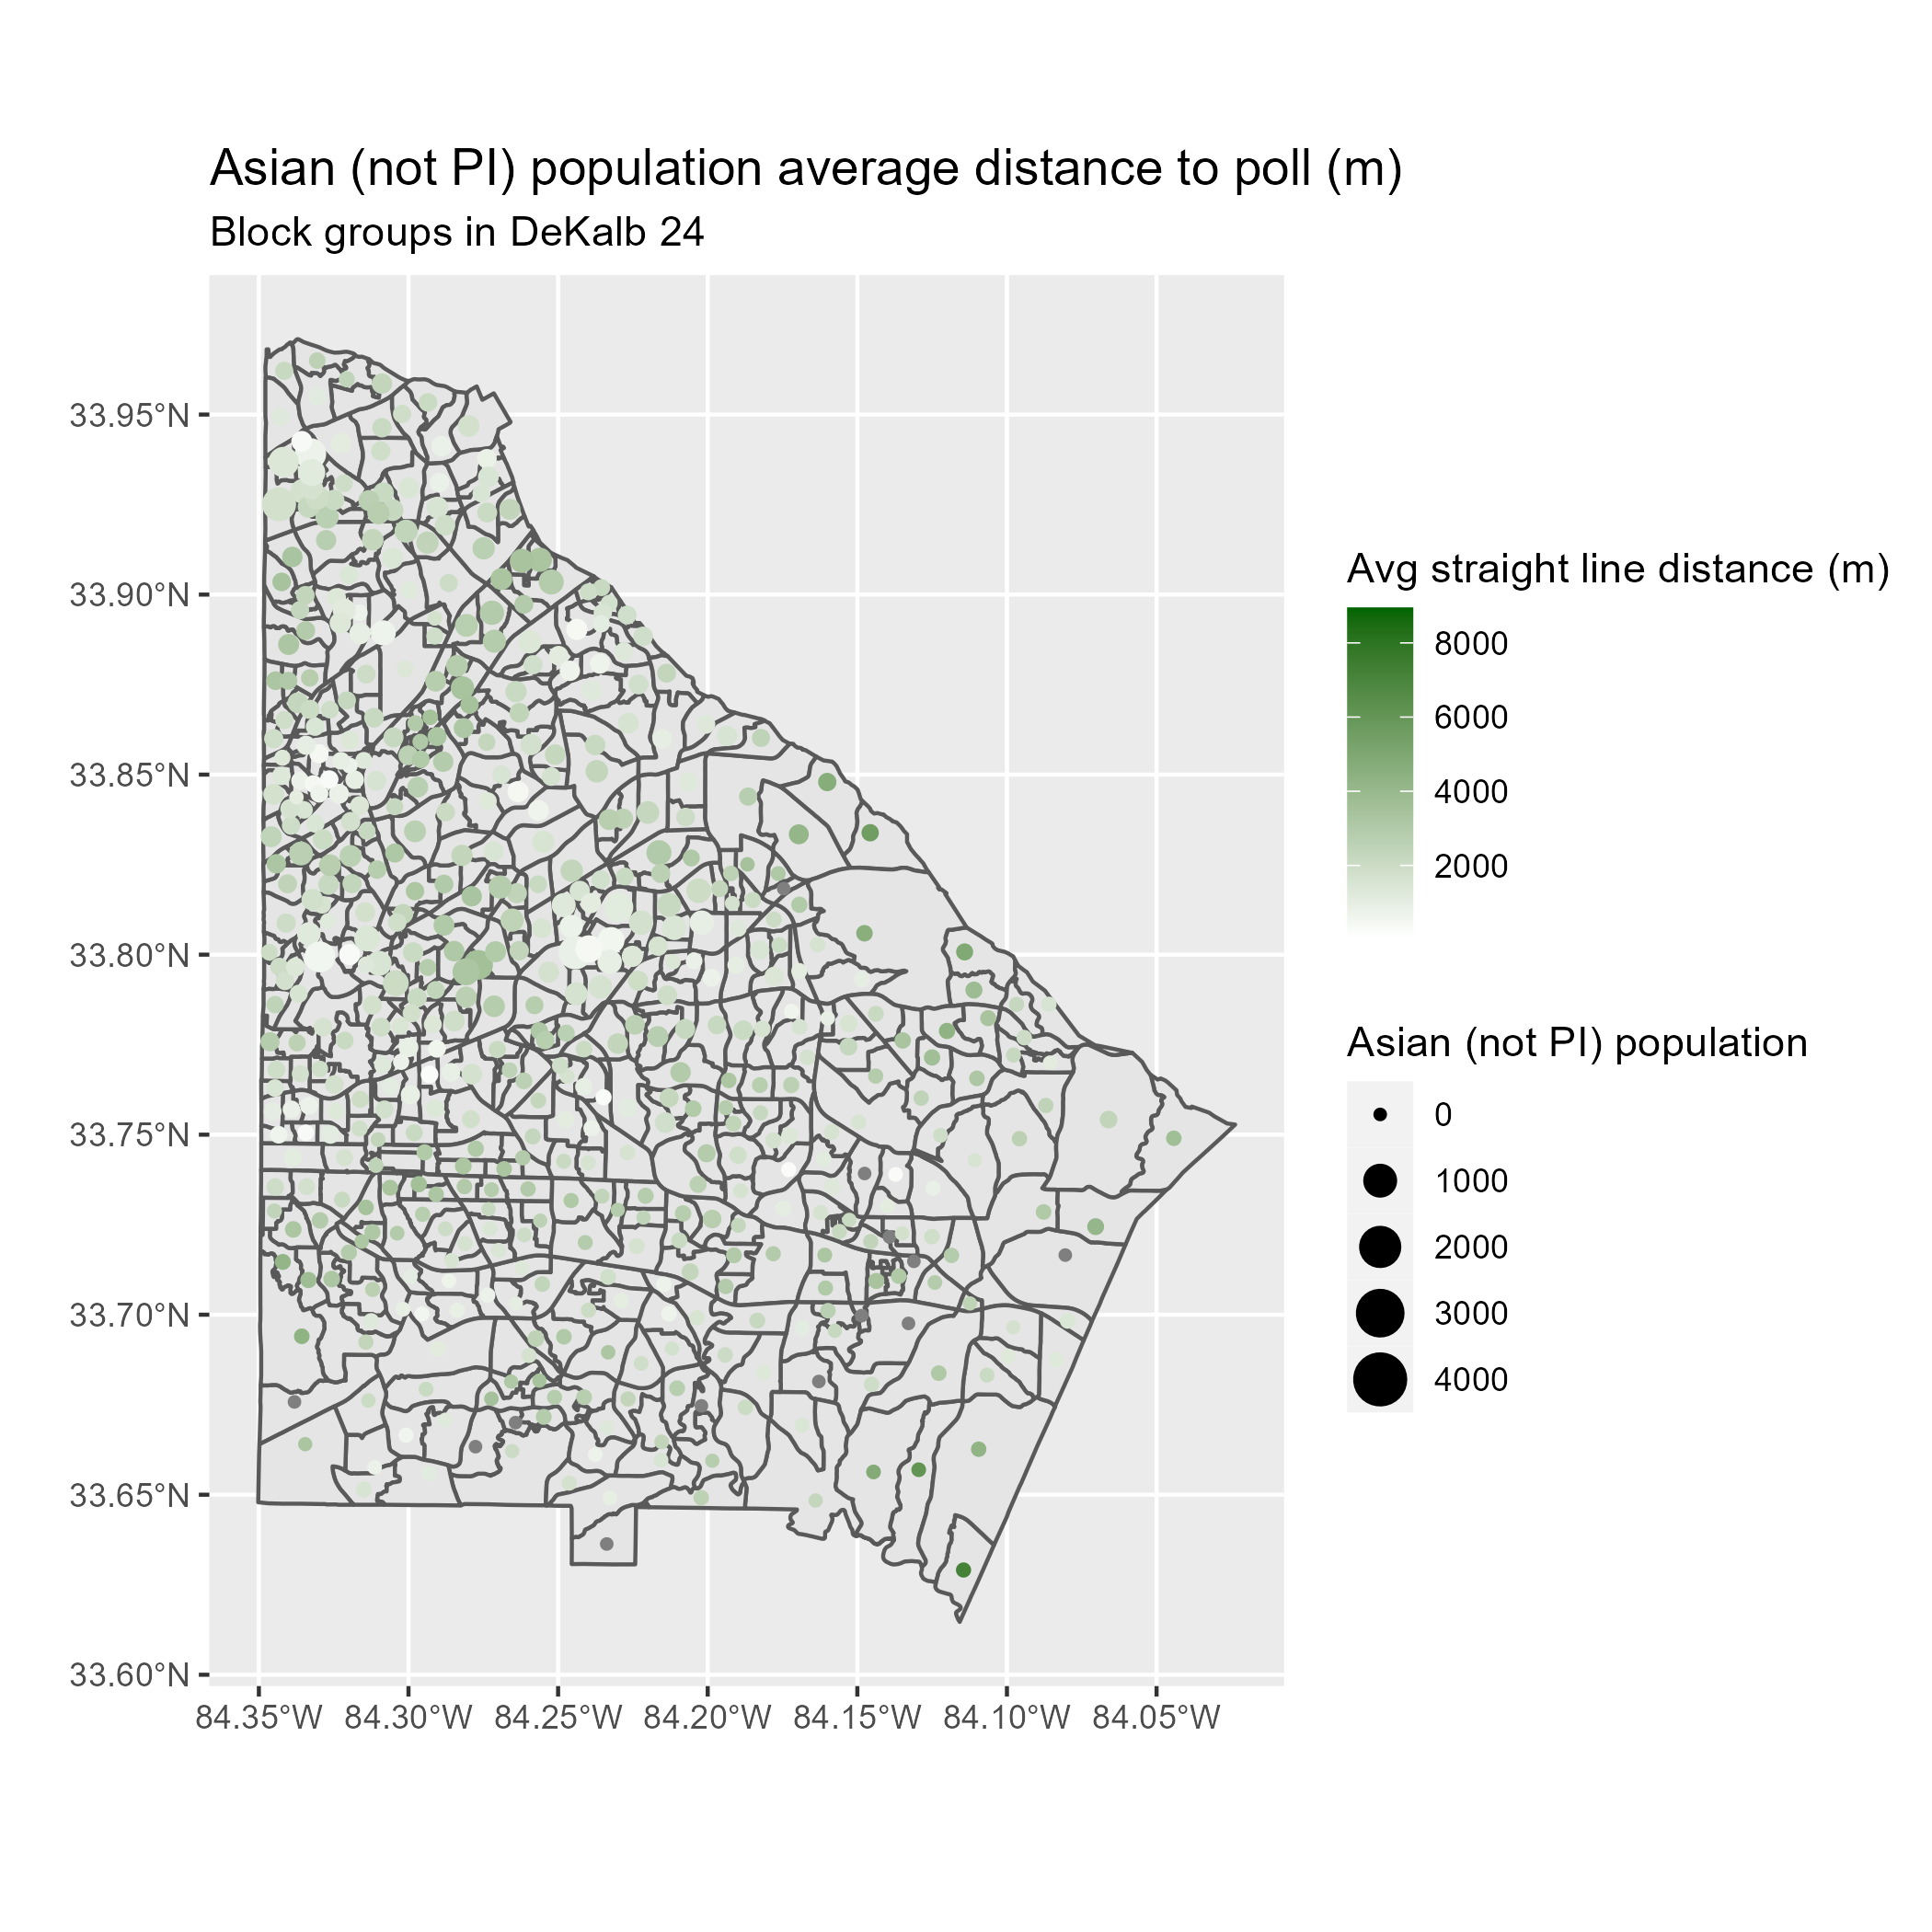 Asian (not PI) population average distance to poll (m)
Block groups in DeKalb 24
33.95°N
33.90°N
33.85°N
33.80°N
33.75°N
33.70°N
33.65°N
33.60°N
84.35°W 84.30°W 84.25°W 84.20°W 84.15°W 84.10°W 84.05°W
Avg straight line distance (m)
8000
6000
4000
2000
Asian (not PI) population
0
1000
2000
3000
4000